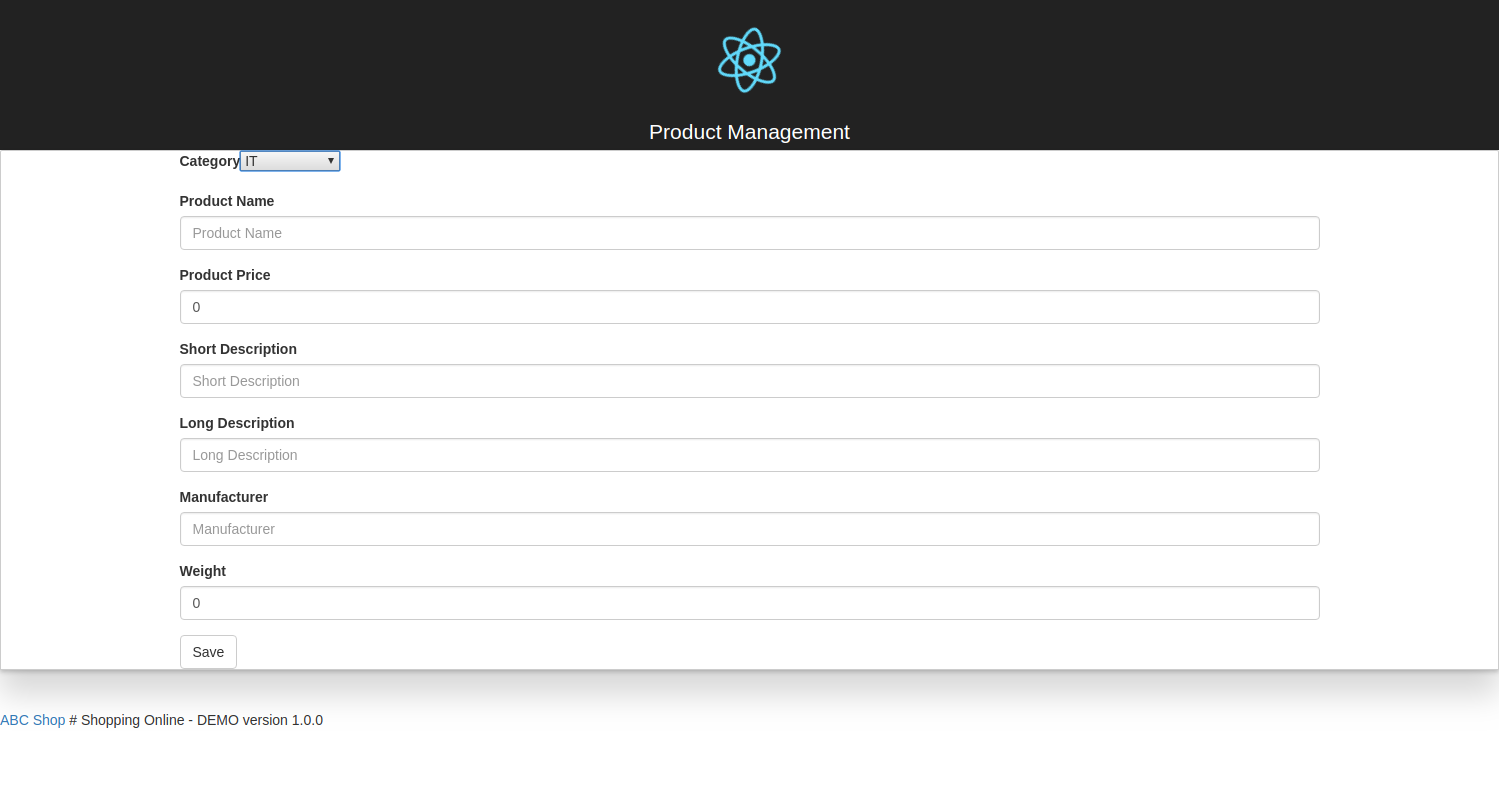 Product Management
Category IT
Product Name
Product Name
Product Price
0
Short Description
Short Description
Long Description
Long Description
Manufacturer
Manufacturer
Weight
0
Save
ABC Shop # Shopping Online - DEMO version 1.0.0